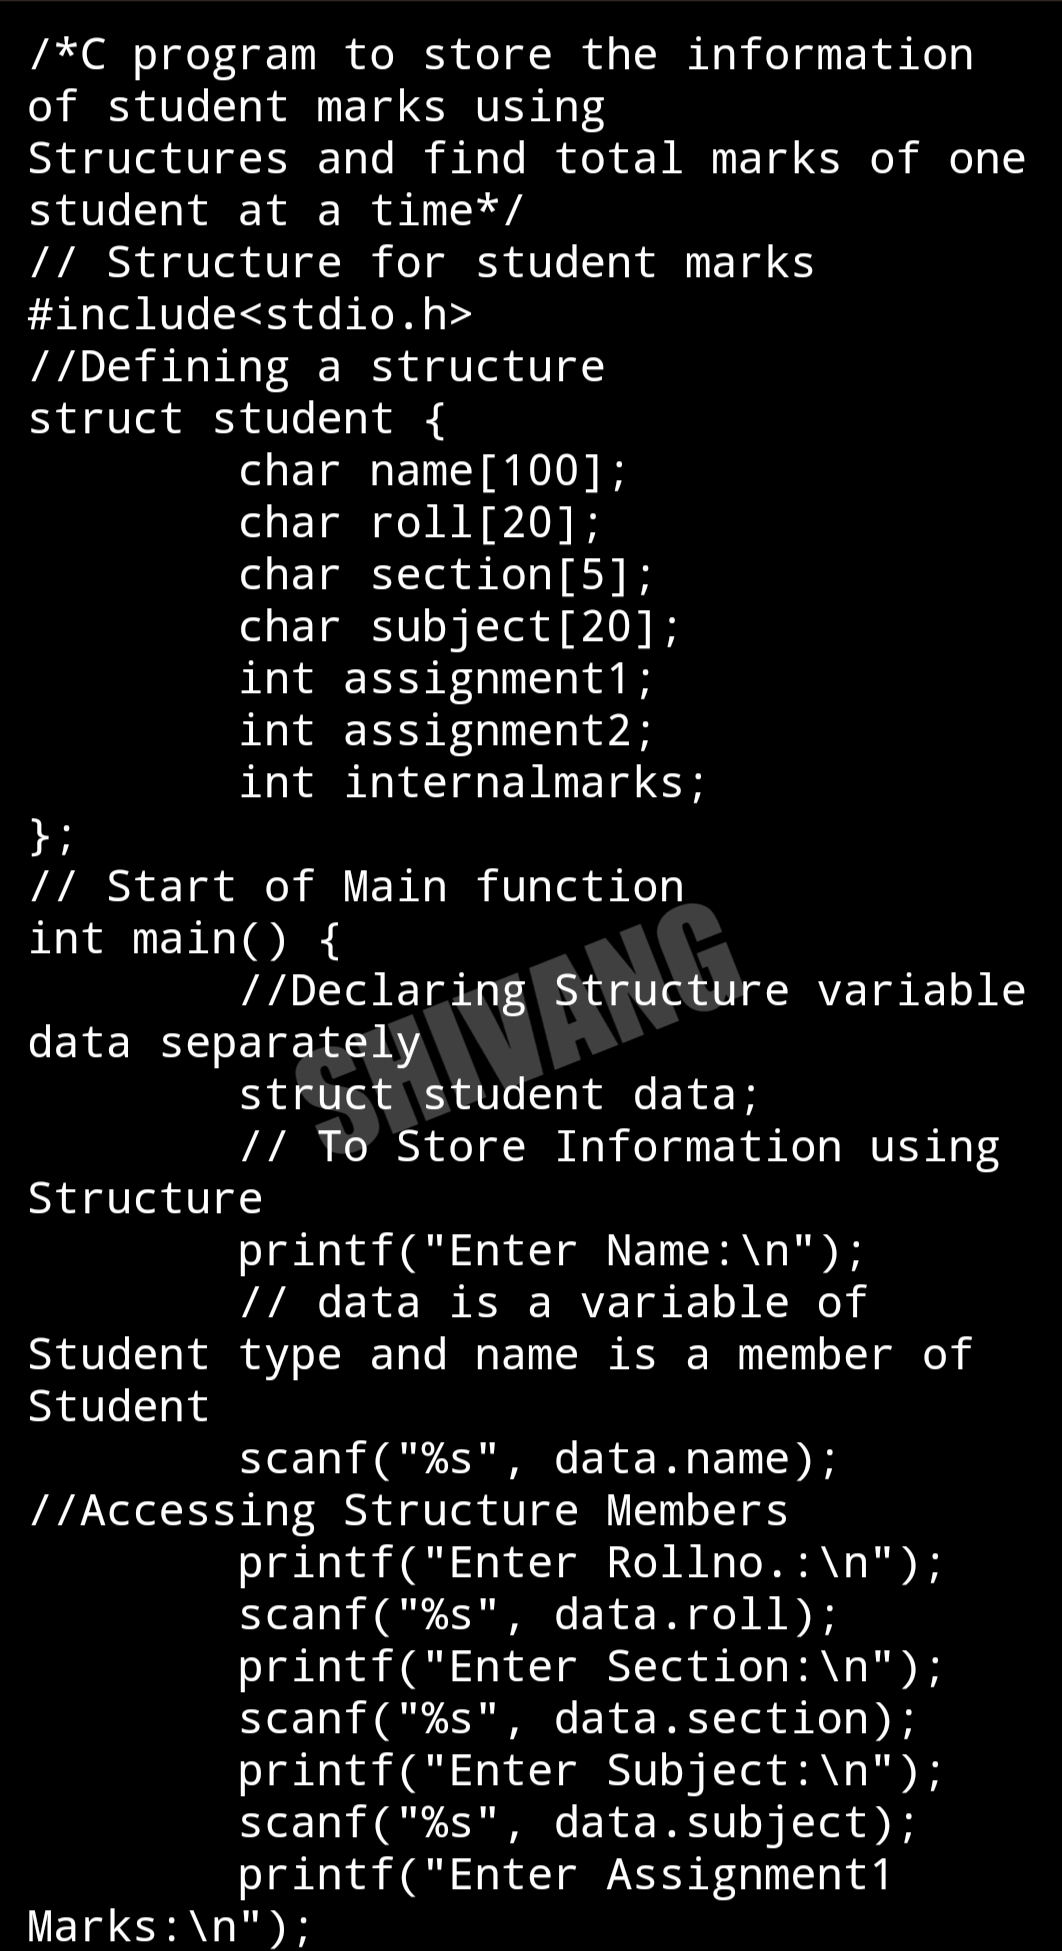 /*C program to store the information
of student marks using
Structures and find total marks of one
student at a time*/
// Structure for student marks
#include<stdio.h>
//Defining a structure
struct student {
        char name[100];
        char roll[20];
        char section[5];
        char subject[20];
        int assignment1;
        int assignment2;
        int internalmarks;
};
// Start of Main function
int main() {
        //Declaring Structure variable
data separately
        struct student data;
        // To Store Information using
Structure
        printf("Enter Name:\n");
        // data is a variable of
Student type and name is a member of
Student
        scanf("%s", data.name);
//Accessing Structure Members
        printf("Enter Rollno.:\n");
        scanf("%s", data.roll);
        printf("Enter Section:\n");
        scanf("%s", data.section);
        printf("Enter Subject:\n");
        scanf("%s", data.subject);
        printf("Enter Assignment1
Marks:\n");
SHIVANG